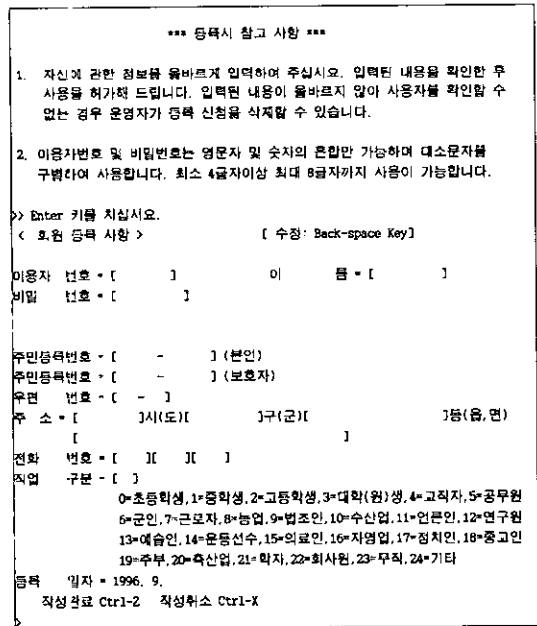 *** 등록시 참고 사항 ***
1. 자신에 관한 정보를 올바르게 입력하여 주십시요. 입력된 내용을 확인한 후
사용을 허가해 드립니다. 입력된 내용이 올바르지 않아 사용자를 확인할 수
없는 경우 운영자가 등록 신청을 삭제할 수 있습니다.
2. 이용자번호 및 비밀번호는 영문자 및 숫자의 혼합만 가능하며 대소문자를
구별하여 사용합니다. 최소 4글자이상 최대 8글자까지 사용이 가능합니다.
>> Enter 키를 치십시요.
< 회원 등록 사항 > [ 수정: Back-space Key]
이용자 번호 = [ ] 이 름 = [ ]
비밀 번호 = [ ]
주민등록번호 = [ - ] (본인)
주민등록번호 = [ - ] (보호자)
우편 번호 = [ - ]
주 소 = [ ]시(도)[ ]구(군)[ ]동(읍,면)
[ ]
전화 번호 = [ ][ ][ ]
직업 구분 = [ ]
0=초등학생,1=중학생,2=고등학생,3=대학(원)생,4=교직자,5=공무원
6=군인,7=근로자,8=농업,9=법조인,10=수산업,11=언론인,12=연구원
13=예술인,14=운동선수,15=의료인,16=자영업,17=정치인,18=종교인
19=주부,20=축산업,21=학자,22=회사원,23=무직,24=기타
등록 일자 = 1996. 9.
작성완료 Ctrl-Z 작성취소 Ctrl-X
>